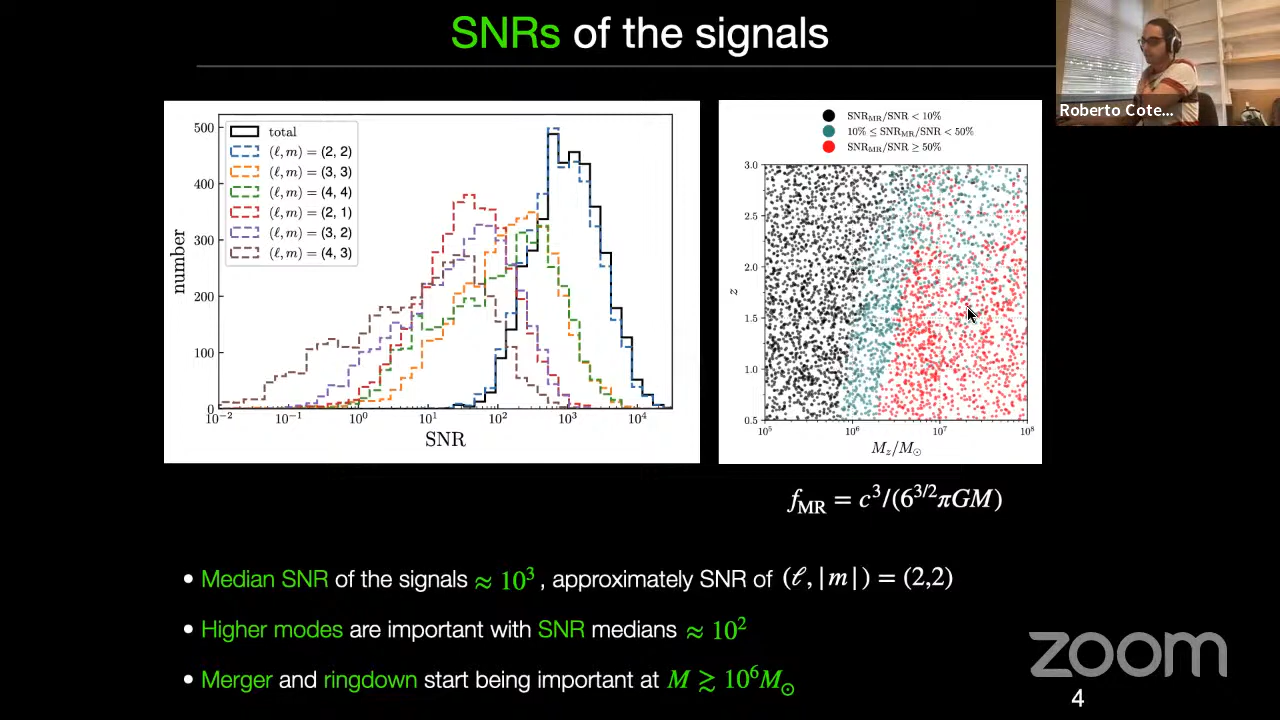 SNRs of the signals
Roberto Cote...
total
(ℓ, m) = (2, 2)
(ℓ, m) = (3, 3)
(ℓ, m) = (4, 4)
(ℓ, m) = (2, 1)
(ℓ, m) = (3, 2)
(ℓ, m) = (4, 3)
500
400
300
200
100
0
number
10⁻² 10⁻¹ 10⁰ 10¹ 10² 10³ 10⁴
SNR
SNR_MR/SNR < 10%
10% ≤ SNR_MR/SNR < 50%
SNR_MR/SNR ≥ 50%
3.0
2.5
2.0
1.5
1.0
0.5
z
10⁵ 10⁶ 10⁷ 10⁸
M_z/M_⊙
f_MR = c³/(6^{3/2}πGM)
• Median SNR of the signals ≈ 10³ , approximately SNR of (ℓ, |m|) = (2,2)
• Higher modes are important with SNR medians ≈ 10²
• Merger and ringdown start being important at M ≳ 10⁶M_⊙
zoom
4